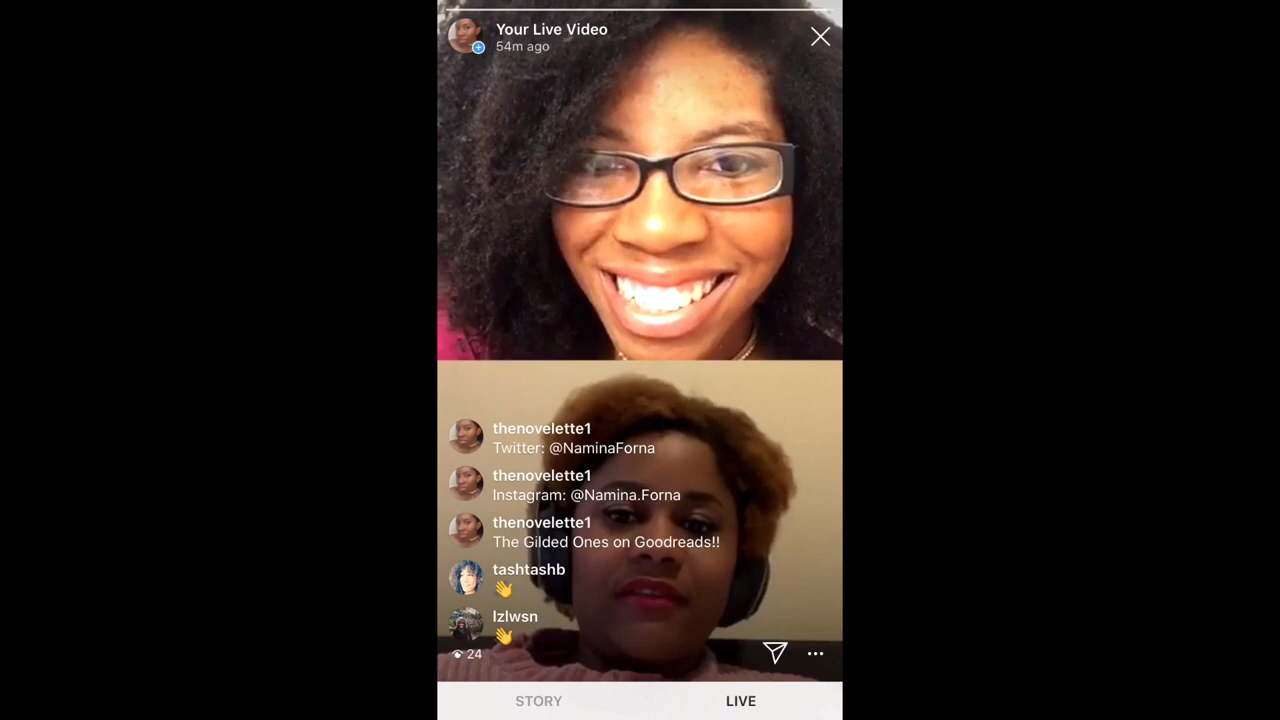 Your Live Video
54m ago
thenovelette1
Twitter: @NaminaForna
thenovelette1
Instagram: @Namina.Forna
thenovelette1
The Gilded Ones on Goodreads!!
tashtashb
👋
lzlwsn
👋
24
STORY
LIVE